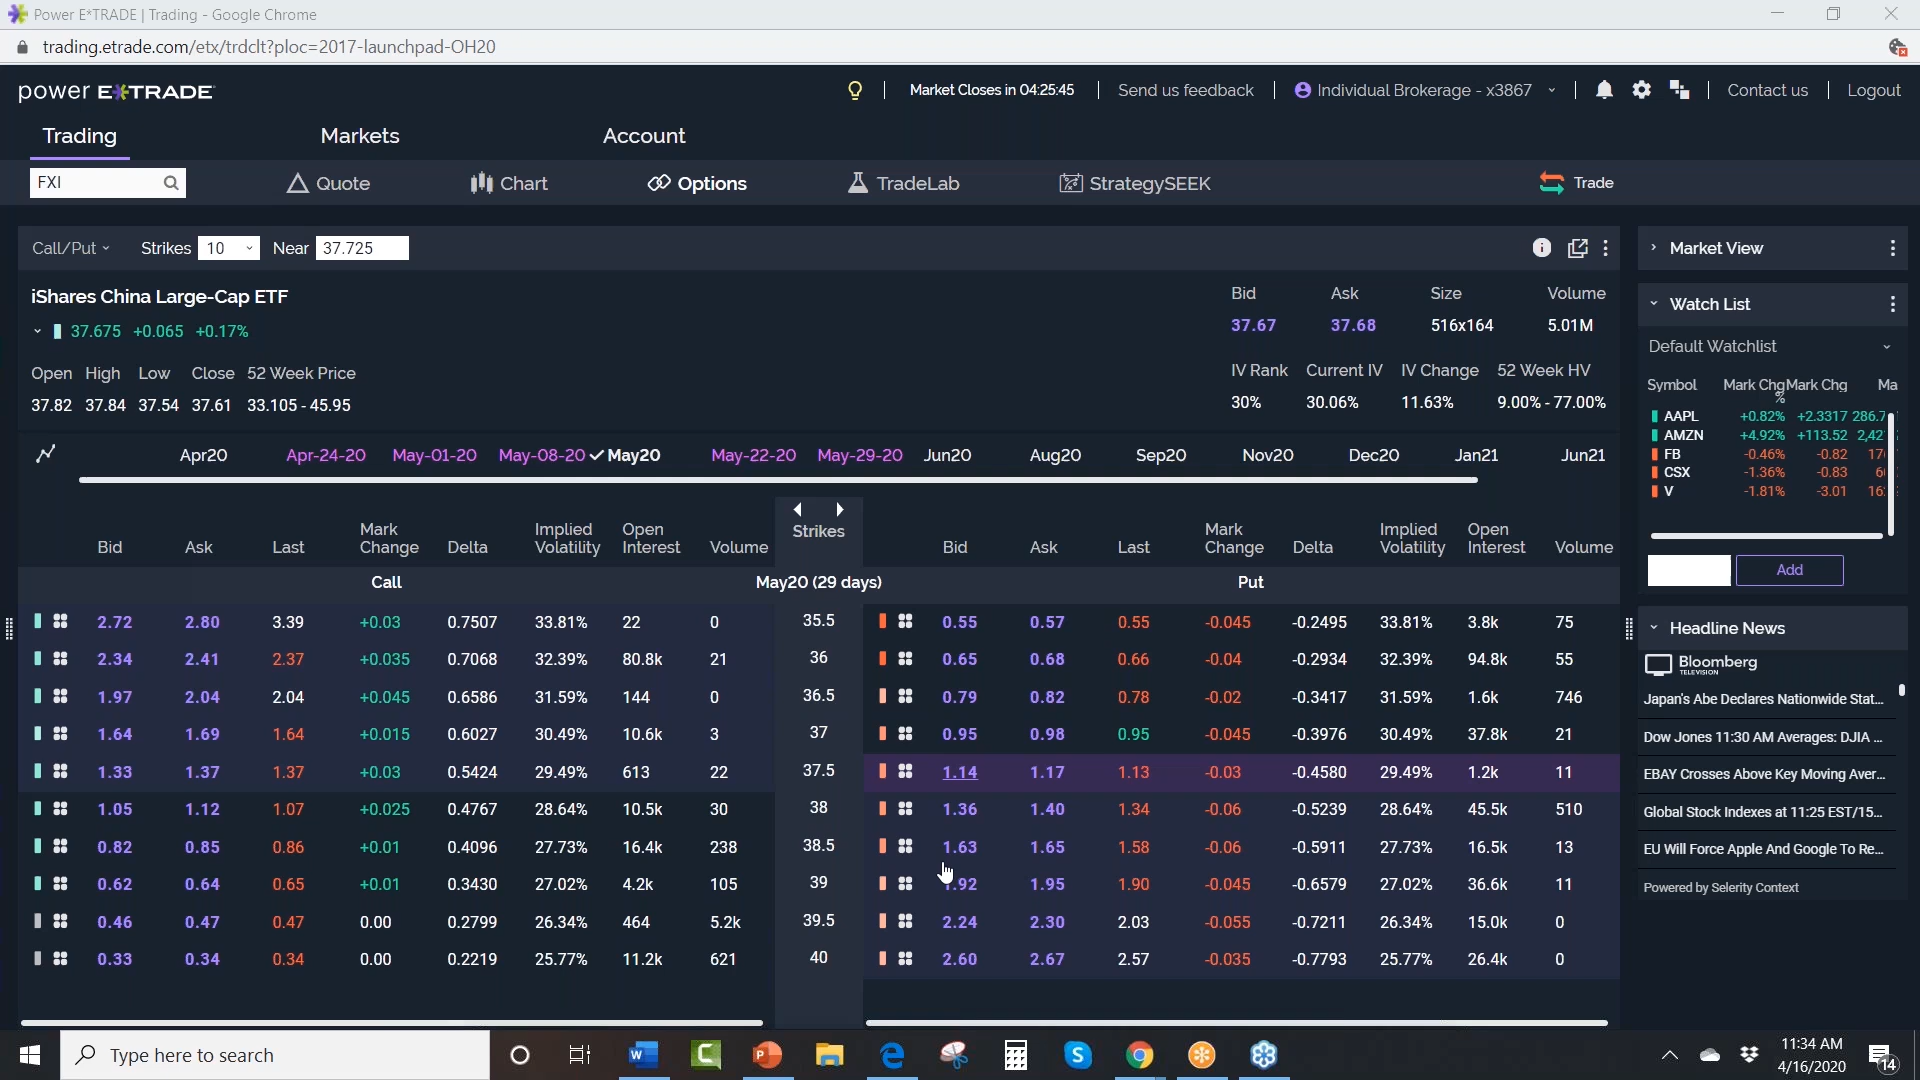 Power E*TRADE | Trading - Google Chrome
trading.etrade.com/etx/trdclt?ploc=2017-launchpad-OH20
power E*TRADE
Market Closes in 04:25:45
Send us feedback
Individual Brokerage - x3867
Contact us
Logout
Trading Markets Account
FXI Quote Chart Options TradeLab StrategySEEK Trade
Call/Put Strikes 10 Near 37.725
iShares China Large-Cap ETF
37.675 +0.065 +0.17%
Open High Low Close 52 Week Price
37.82 37.84 37.54 37.61 33.105 - 45.95
Bid Ask Size Volume
37.67 37.68 516x164 5.01M
IV Rank Current IV IV Change 52 Week HV
30% 30.06% 11.63% 9.00% - 77.00%
Apr20 Apr-24-20 May-01-20 May-08-20 May20 May-22-20 May-29-20 Jun20 Aug20 Sep20 Nov20 Dec20 Jan21 Jun21
Bid Ask Last Mark Change Delta Implied Volatility Open Interest Volume Strikes Bid Ask Last Mark Change Delta Implied Volatility Open Interest Volume
Call May20 (29 days) Put
2.72 2.80 3.39 +0.03 0.7507 33.81% 22 0 35.5 0.55 0.57 0.55 -0.045 -0.2495 33.81% 3.8k 75
2.34 2.41 2.37 +0.035 0.7068 32.39% 80.8k 21 36 0.65 0.68 0.66 -0.04 -0.2934 32.39% 94.8k 55
1.97 2.04 2.04 +0.045 0.6586 31.59% 144 0 36.5 0.79 0.82 0.78 -0.02 -0.3417 31.59% 1.6k 746
1.64 1.69 1.64 +0.015 0.6027 30.49% 10.6k 3 37 0.95 0.98 0.95 -0.045 -0.3976 30.49% 37.8k 21
1.33 1.37 1.37 +0.03 0.5424 29.49% 613 22 37.5 1.14 1.17 1.13 -0.03 -0.4580 29.49% 1.2k 11
1.05 1.12 1.07 +0.025 0.4767 28.64% 10.5k 30 38 1.36 1.40 1.34 -0.06 -0.5239 28.64% 45.5k 510
0.82 0.85 0.86 +0.01 0.4096 27.73% 16.4k 238 38.5 1.63 1.65 1.58 -0.06 -0.5911 27.73% 16.5k 13
0.62 0.64 0.65 +0.01 0.3430 27.02% 4.2k 105 39 1.92 1.95 1.90 -0.045 -0.6579 27.02% 36.6k 11
0.46 0.47 0.47 0.00 0.2799 26.34% 464 5.2k 39.5 2.24 2.30 2.03 -0.055 -0.7211 26.34% 15.0k 0
0.33 0.34 0.34 0.00 0.2219 25.77% 11.2k 621 40 2.60 2.67 2.57 -0.035 -0.7793 25.77% 26.4k 0
Market View
Watch List
Default Watchlist
Symbol Mark Chg % Mark Chg Ma
AAPL +0.82% +2.3317 286.7
AMZN +4.92% +113.52 2,42
FB -0.46% -0.82 17
CSX -1.36% -0.83 6
V -1.81% -3.01 16
Add
Headline News
Bloomberg
TELEVISION
Japan's Abe Declares Nationwide Stat...
Dow Jones 11:30 AM Averages: DJIA ...
EBAY Crosses Above Key Moving Aver...
Global Stock Indexes at 11:25 EST/15...
EU Will Force Apple And Google To Re...
Powered by Selerity Context
Type here to search
11:34 AM
4/16/2020
14